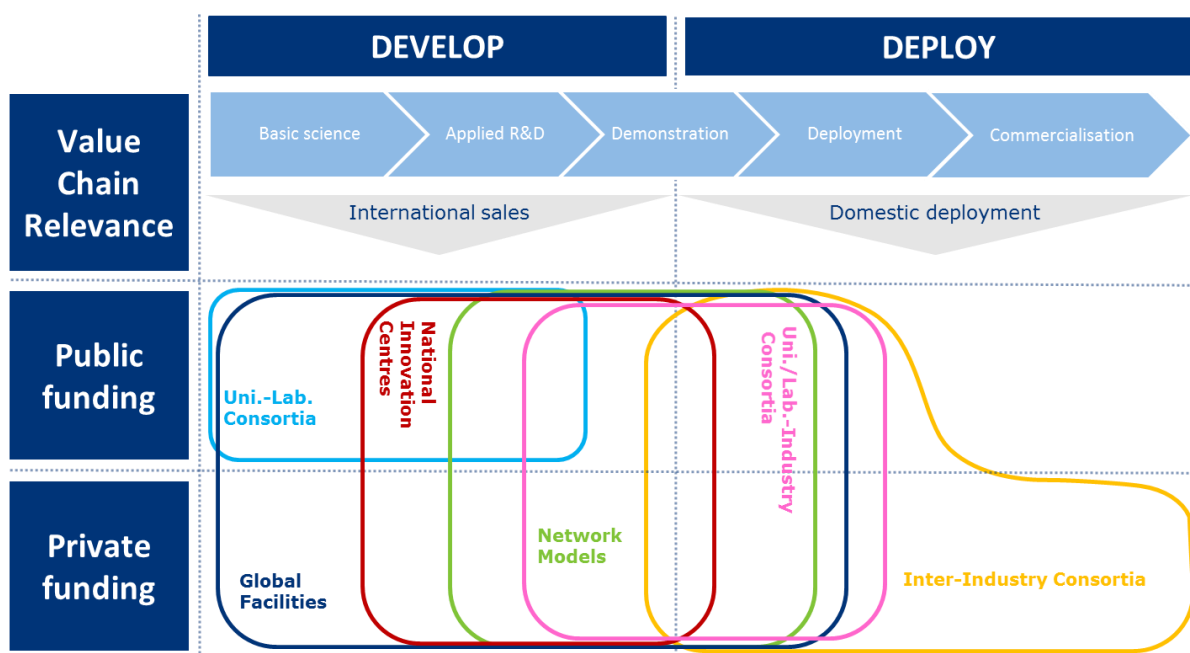 DEVELOP
DEPLOY
Value
Chain
Relevance
Basic science
Applied R&D
Demonstration
Deployment
Commercialisation
International sales
Domestic deployment
Public
funding
Uni.-Lab.
Consortia
National
Innovation
Centres
Uni./Lab.-Industry
Consortia
Private
funding
Network
Models
Global
Facilities
Inter-Industry Consortia